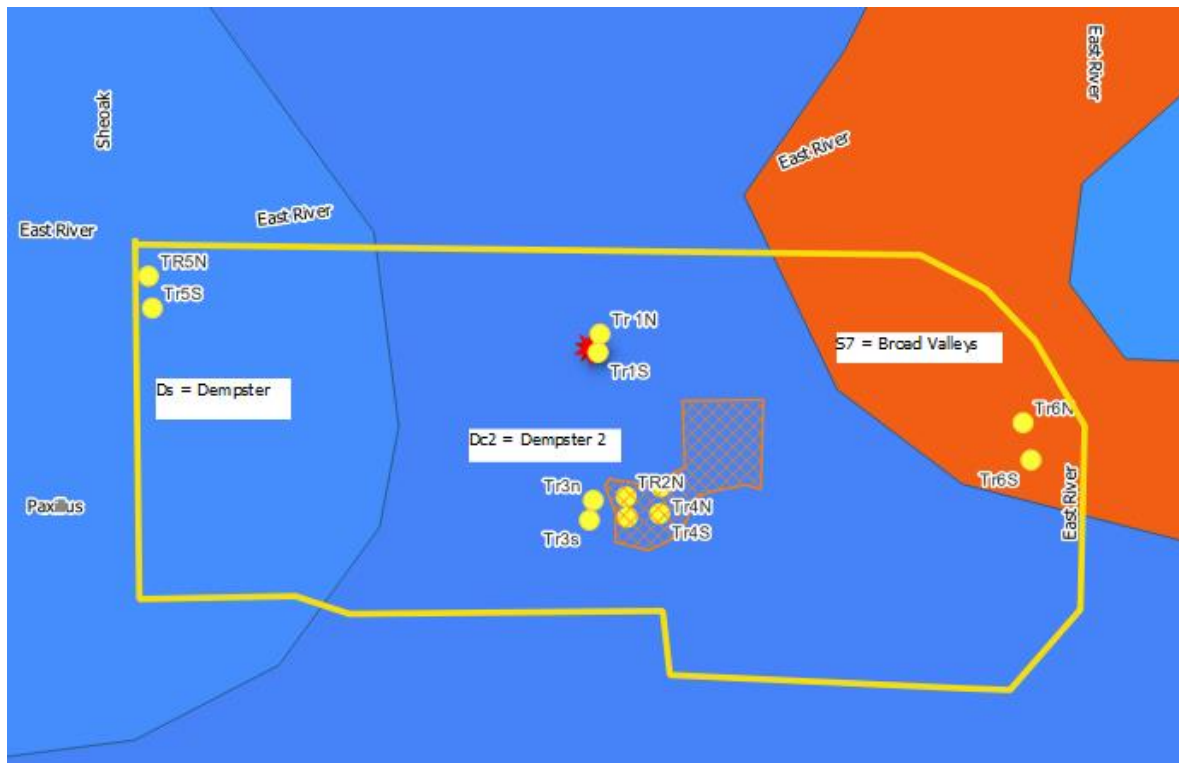 East River
Sheoak
East River
East River
East River
TR5N
Tr5S
Tr 1N
Tr1S
S7 = Broad Valleys
Ds = Dempster
Tr6N
Dc2 = Dempster 2
Tr6S
East River
Tr3n
TR2N
Tr4N
Paxillus
Tr3s
Tr4S